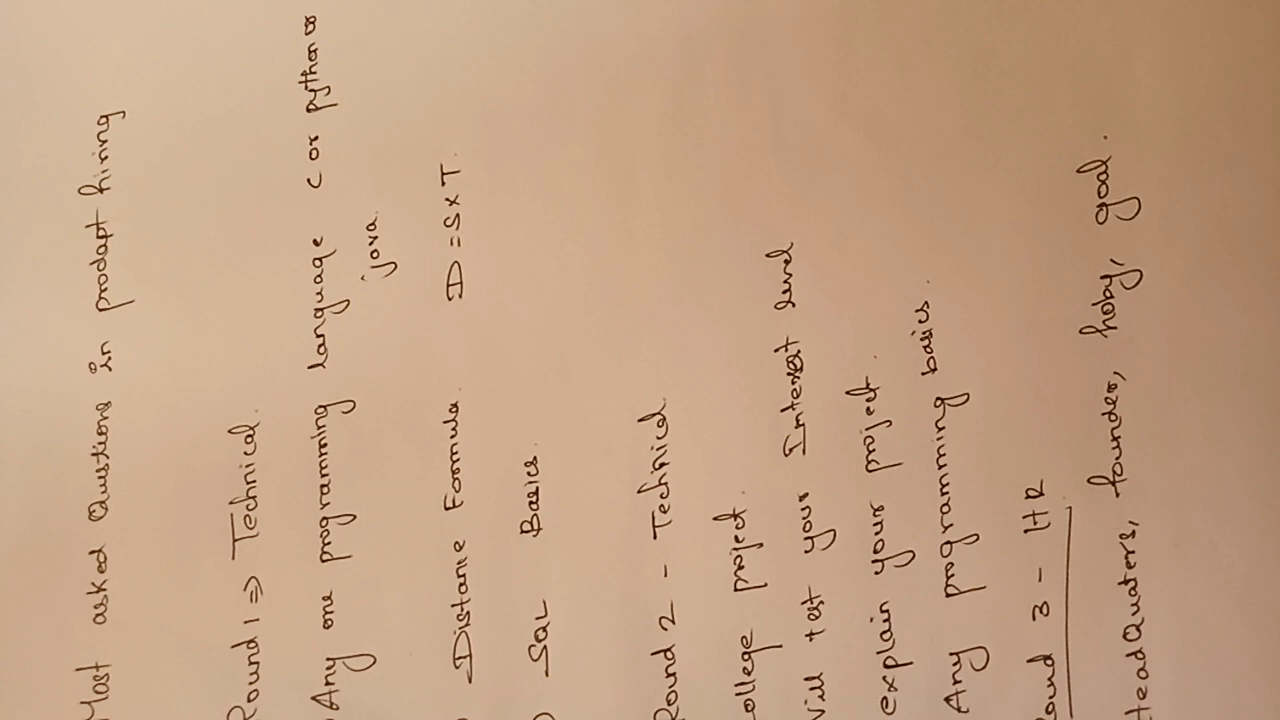 Most asked Questions in prodapt hiring
Round 1 => Technical.
Any one programming language C or python or
java.
Distance Formula. D = S x T.
SQL Basics.
Round 2 - Technical
College project.
Will test your Interest level
explain your project.
Any programming basics.
Round 3 - HR
HeadQuaters, founder, hoby, goal.